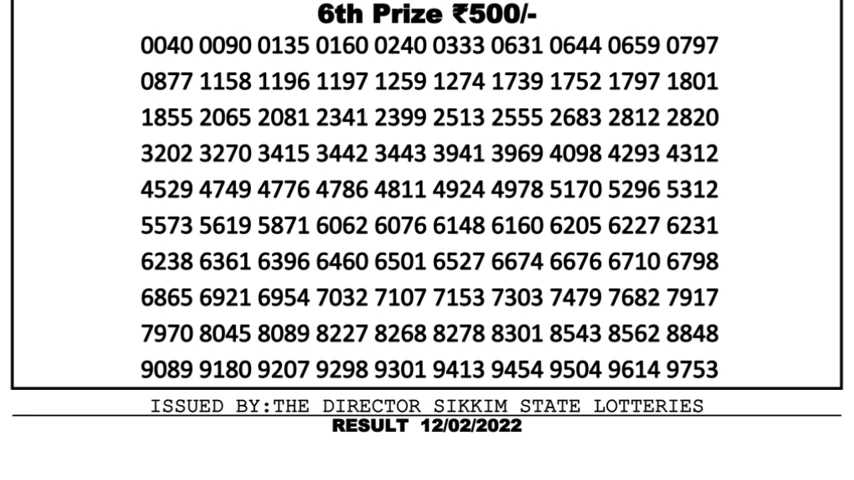 6th Prize ₹500/-
0040 0090 0135 0160 0240 0333 0631 0644 0659 0797
0877 1158 1196 1197 1259 1274 1739 1752 1797 1801
1855 2065 2081 2341 2399 2513 2555 2683 2812 2820
3202 3270 3415 3442 3443 3941 3969 4098 4293 4312
4529 4749 4776 4786 4811 4924 4978 5170 5296 5312
5573 5619 5871 6062 6076 6148 6160 6205 6227 6231
6238 6361 6396 6460 6501 6527 6674 6676 6710 6798
6865 6921 6954 7032 7107 7153 7303 7479 7682 7917
7970 8045 8089 8227 8268 8278 8301 8543 8562 8848
9089 9180 9207 9298 9301 9413 9454 9504 9614 9753
ISSUED BY:THE DIRECTOR SIKKIM STATE LOTTERIES
RESULT 12/02/2022